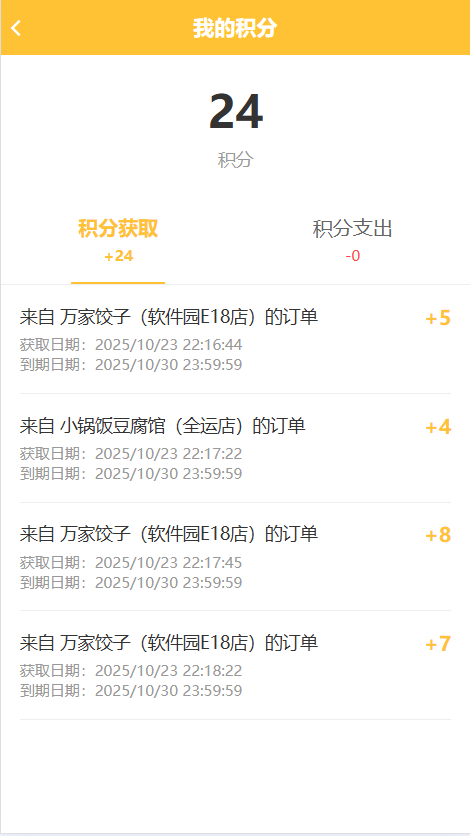 我的积分
24
积分
积分获取
+24
积分支出
-0
来自 万家饺子（软件园E18店）的订单
+5
获取日期：2025/10/23 22:16:44
到期日期：2025/10/30 23:59:59
来自 小锅饭豆腐馆（全运店）的订单
+4
获取日期：2025/10/23 22:17:22
到期日期：2025/10/30 23:59:59
来自 万家饺子（软件园E18店）的订单
+8
获取日期：2025/10/23 22:17:45
到期日期：2025/10/30 23:59:59
来自 万家饺子（软件园E18店）的订单
+7
获取日期：2025/10/23 22:18:22
到期日期：2025/10/30 23:59:59